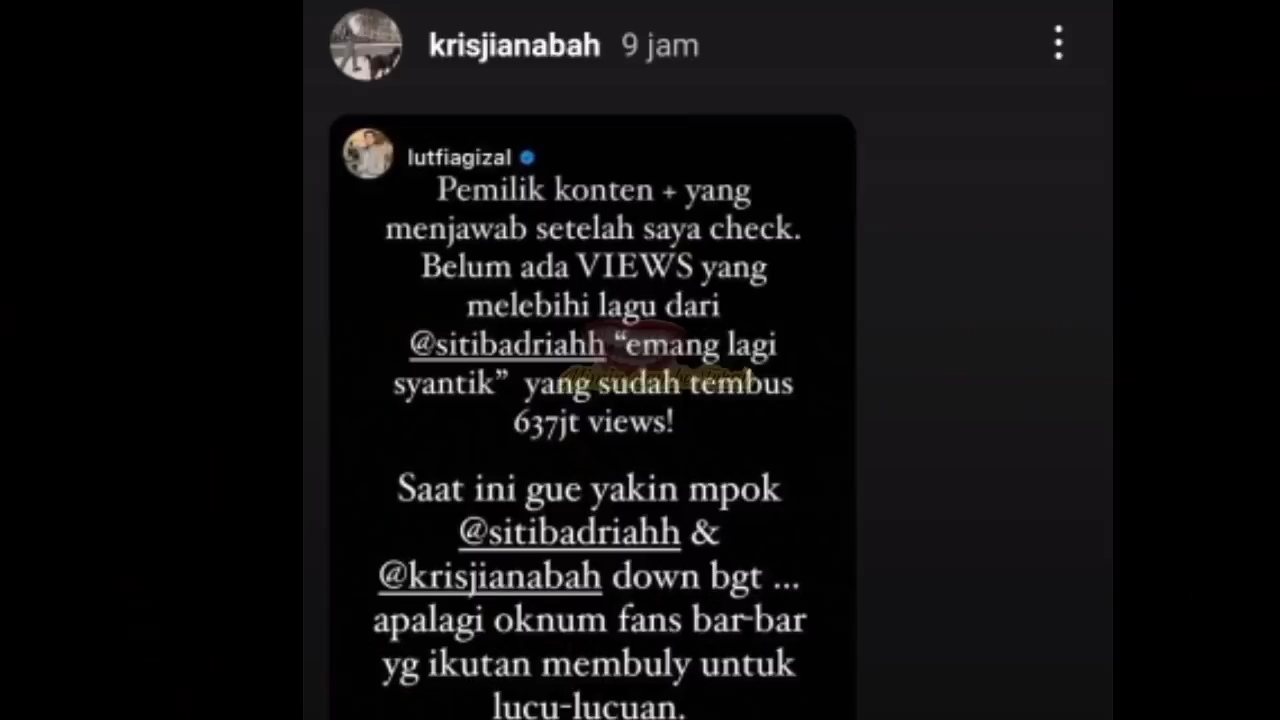 krisjianabah 9 jam
lutfiagizal
Pemilik konten + yang
menjawab setelah saya check.
Belum ada VIEWS yang
melebihi lagu dari
@sitibadriahh “emang lagi
syantik” yang sudah tembus
637jt views!
Saat ini gue yakin mpok
@sitibadriahh &
@krisjianabah down bgt ...
apalagi oknum fans bar-bar
yg ikutan membuly untuk
lucu-lucuan.